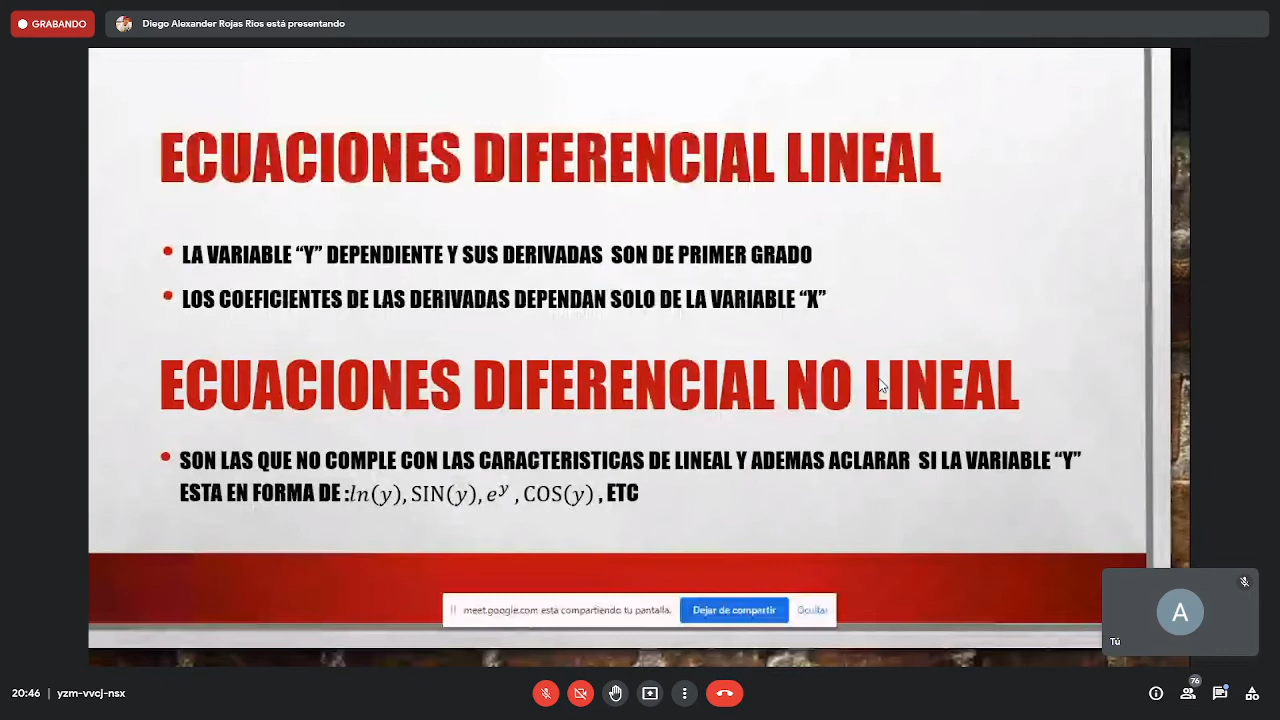 GRABANDO
Diego Alexander Rojas Rios está presentando
ECUACIONES DIFERENCIAL LINEAL
• LA VARIABLE “Y” DEPENDIENTE Y SUS DERIVADAS SON DE PRIMER GRADO
• LOS COEFICIENTES DE LAS DERIVADAS DEPENDAN SOLO DE LA VARIABLE “X”
ECUACIONES DIFERENCIAL NO LINEAL
• SON LAS QUE NO COMPLE CON LAS CARACTERISTICAS DE LINEAL Y ADEMAS ACLARAR SI LA VARIABLE “Y”
ESTA EN FORMA DE :ln(y), SIN(y), e^y , COS(y) , ETC
meet.google.com está compartiendo tu pantalla.
Dejar de compartir
Ocultar
A
Tú
20:46 | yzm-vvcj-nsx
76